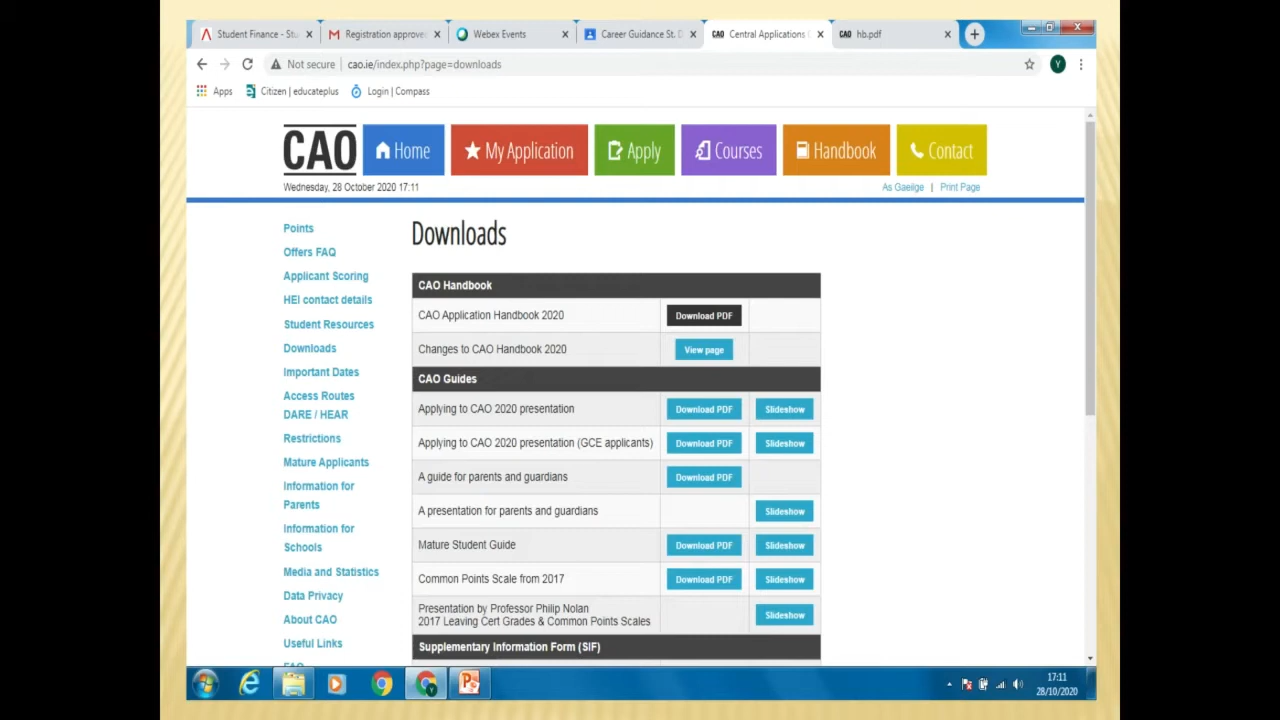 Student Finance - Stu
Registration approve
Webex Events
Career Guidance St. D
CAO Central Applications
CAO hb.pdf
Not secure | cao.ie/index.php?page=downloads
Y
Apps
Citizen | educateplus
Login | Compass
CAO
Home
My Application
Apply
Courses
Handbook
Contact
Wednesday, 28 October 2020 17:11
As Gaeilge | Print Page
Points
Offers FAQ
Applicant Scoring
HEI contact details
Student Resources
Downloads
Important Dates
Access Routes
DARE / HEAR
Restrictions
Mature Applicants
Information for
Parents
Information for
Schools
Media and Statistics
Data Privacy
About CAO
Useful Links
FAQ
Downloads
CAO Handbook
CAO Application Handbook 2020 Download PDF
Changes to CAO Handbook 2020 View page
CAO Guides
Applying to CAO 2020 presentation Download PDF Slideshow
Applying to CAO 2020 presentation (GCE applicants) Download PDF Slideshow
A guide for parents and guardians Download PDF
A presentation for parents and guardians Slideshow
Mature Student Guide Download PDF Slideshow
Common Points Scale from 2017 Download PDF Slideshow
Presentation by Professor Philip Nolan
2017 Leaving Cert Grades & Common Points Scales Slideshow
Supplementary Information Form (SIF)
17:11
28/10/2020